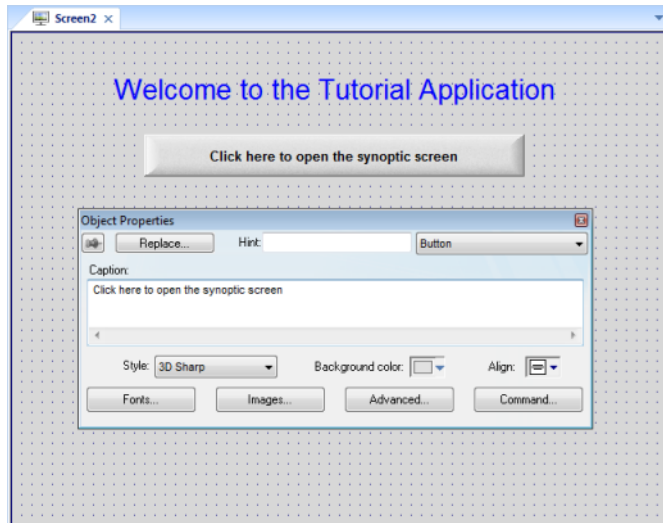 Screen2
Welcome to the Tutorial Application
Click here to open the synoptic screen
Object Properties
Replace... Hint: Button
Caption:
Click here to open the synoptic screen
Style: 3D Sharp Background color: Align:
Fonts... Images... Advanced... Command...